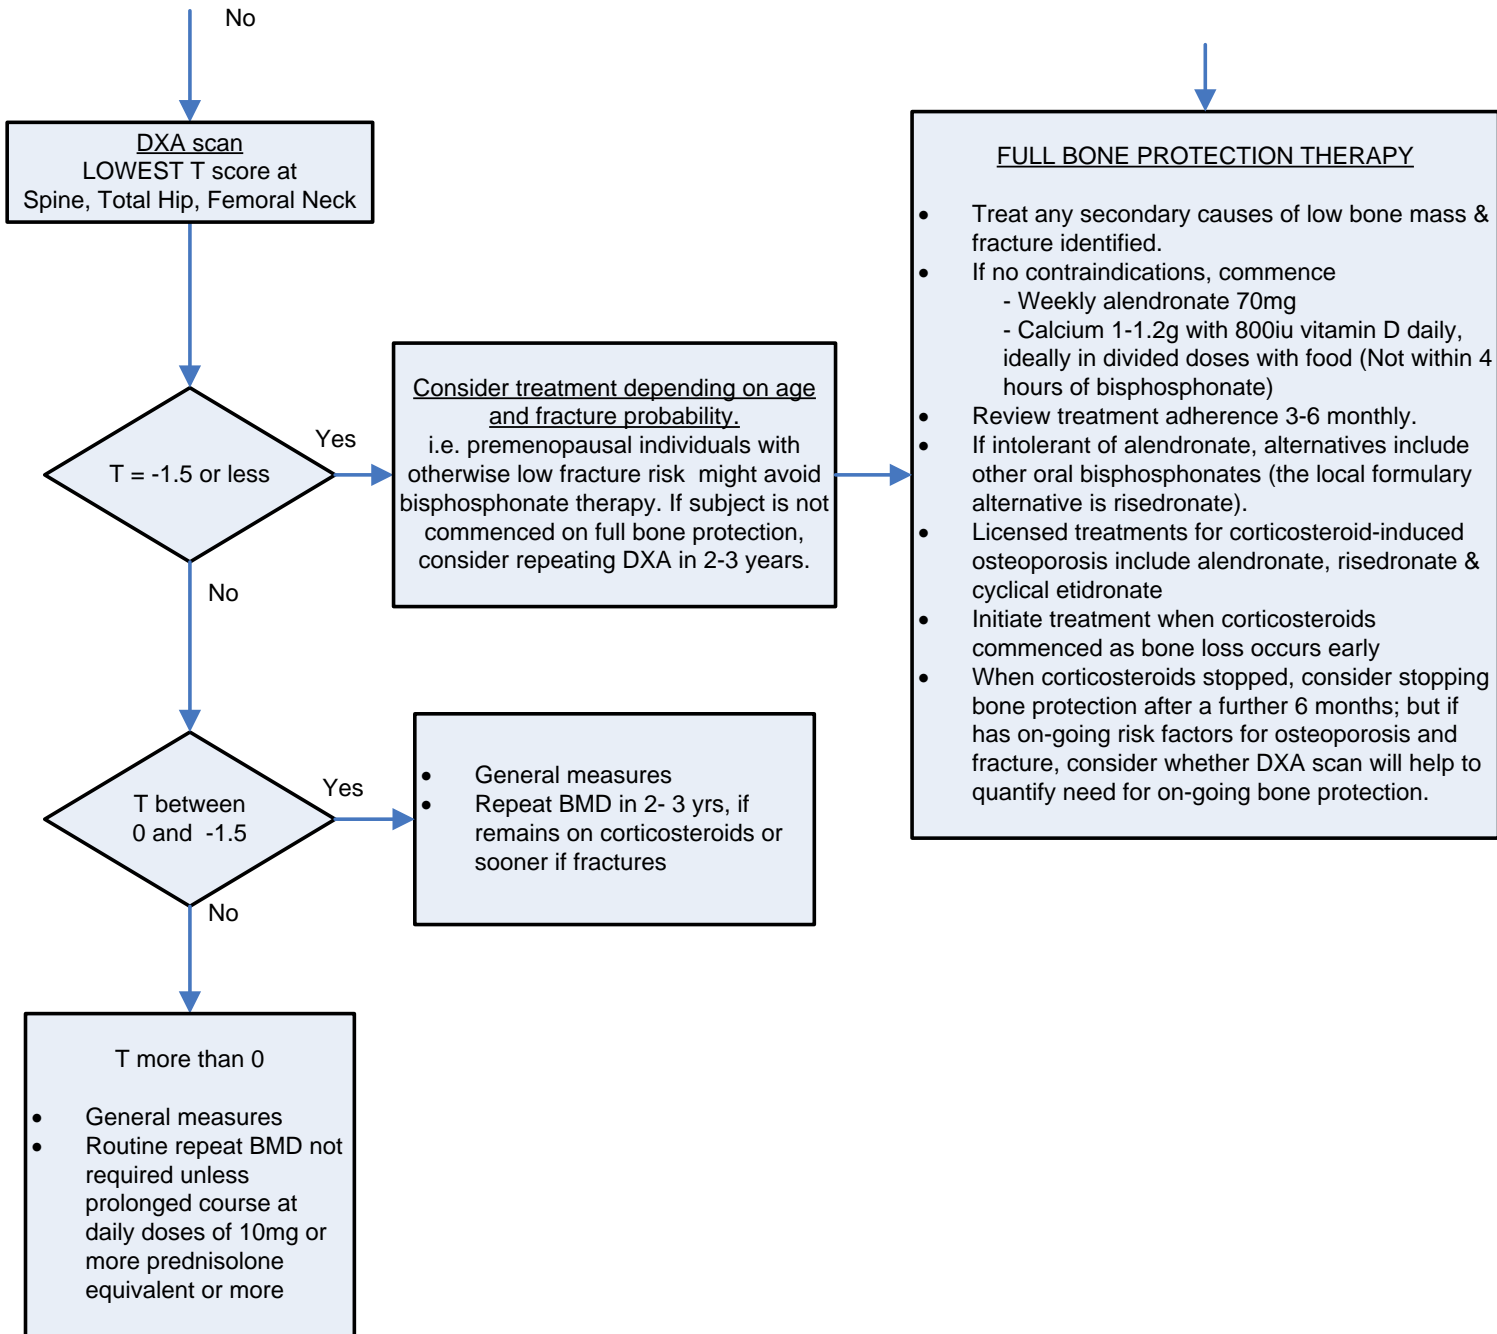 No
DXA scan
LOWEST T score at
Spine, Total Hip, Femoral Neck
T = -1.5 or less
Yes
Consider treatment depending on age
and fracture probability.
i.e. premenopausal individuals with
otherwise low fracture risk might avoid
bisphosphonate therapy. If subject is not
commenced on full bone protection,
consider repeating DXA in 2-3 years.
No
T between
0 and -1.5
Yes
• General measures
• Repeat BMD in 2- 3 yrs, if
remains on corticosteroids or
sooner if fractures
No
T more than 0
• General measures
• Routine repeat BMD not
required unless
prolonged course at
daily doses of 10mg or
more prednisolone
equivalent or more
FULL BONE PROTECTION THERAPY
• Treat any secondary causes of low bone mass &
fracture identified.
• If no contraindications, commence
- Weekly alendronate 70mg
- Calcium 1-1.2g with 800iu vitamin D daily,
ideally in divided doses with food (Not within 4
hours of bisphosphonate)
• Review treatment adherence 3-6 monthly.
• If intolerant of alendronate, alternatives include
other oral bisphosphonates (the local formulary
alternative is risedronate).
• Licensed treatments for corticosteroid-induced
osteoporosis include alendronate, risedronate &
cyclical etidronate
• Initiate treatment when corticosteroids
commenced as bone loss occurs early
• When corticosteroids stopped, consider stopping
bone protection after a further 6 months; but if
has on-going risk factors for osteoporosis and
fracture, consider whether DXA scan will help to
quantify need for on-going bone protection.